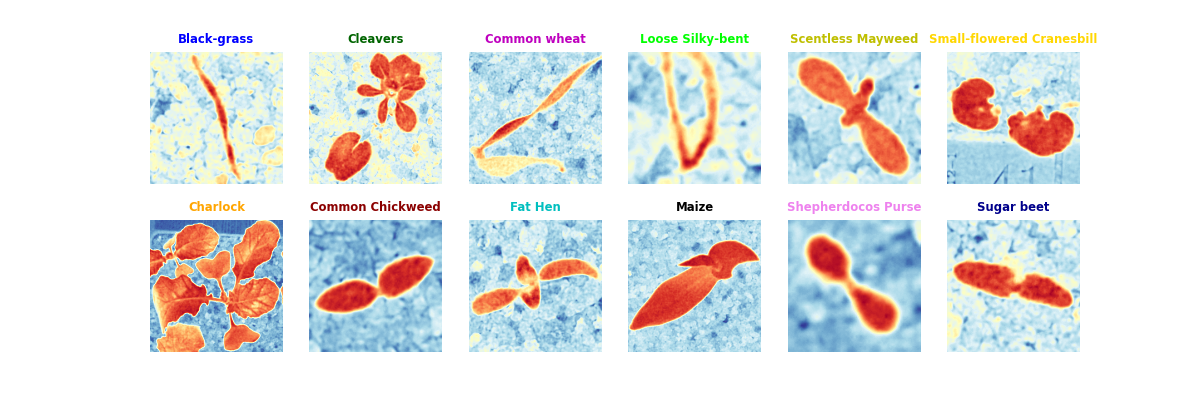 Black-grass
Cleavers
Common wheat
Loose Silky-bent
Scentless Mayweed
Small-flowered Cranesbill
Charlock
Common Chickweed
Fat Hen
Maize
Shepherdocos Purse
Sugar beet